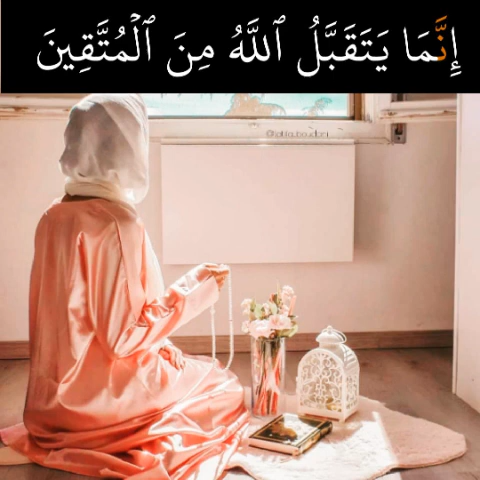 إِنَّمَا يَتَقَبَّلُ ٱللَّهُ مِنَ ٱلۡمُتَّقِينَ